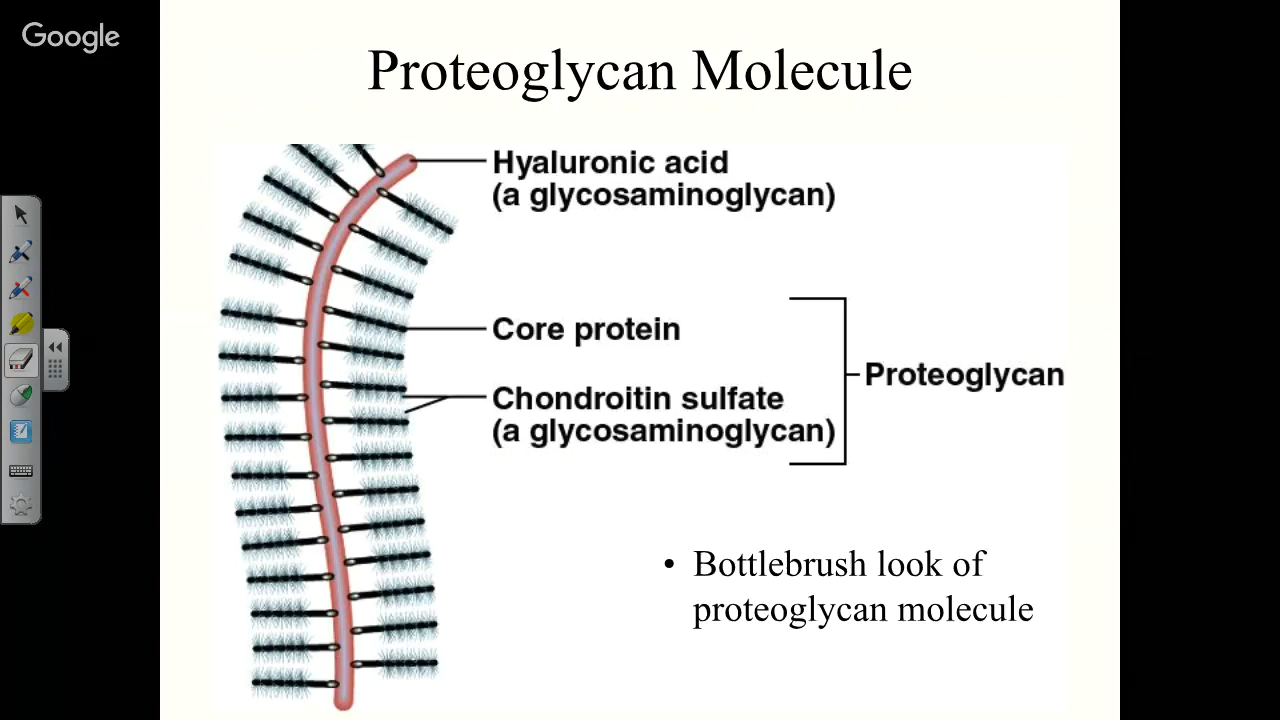 Google
Proteoglycan Molecule
Hyaluronic acid
(a glycosaminoglycan)
Core protein
Proteoglycan
Chondroitin sulfate
(a glycosaminoglycan)
• Bottlebrush look of
proteoglycan molecule